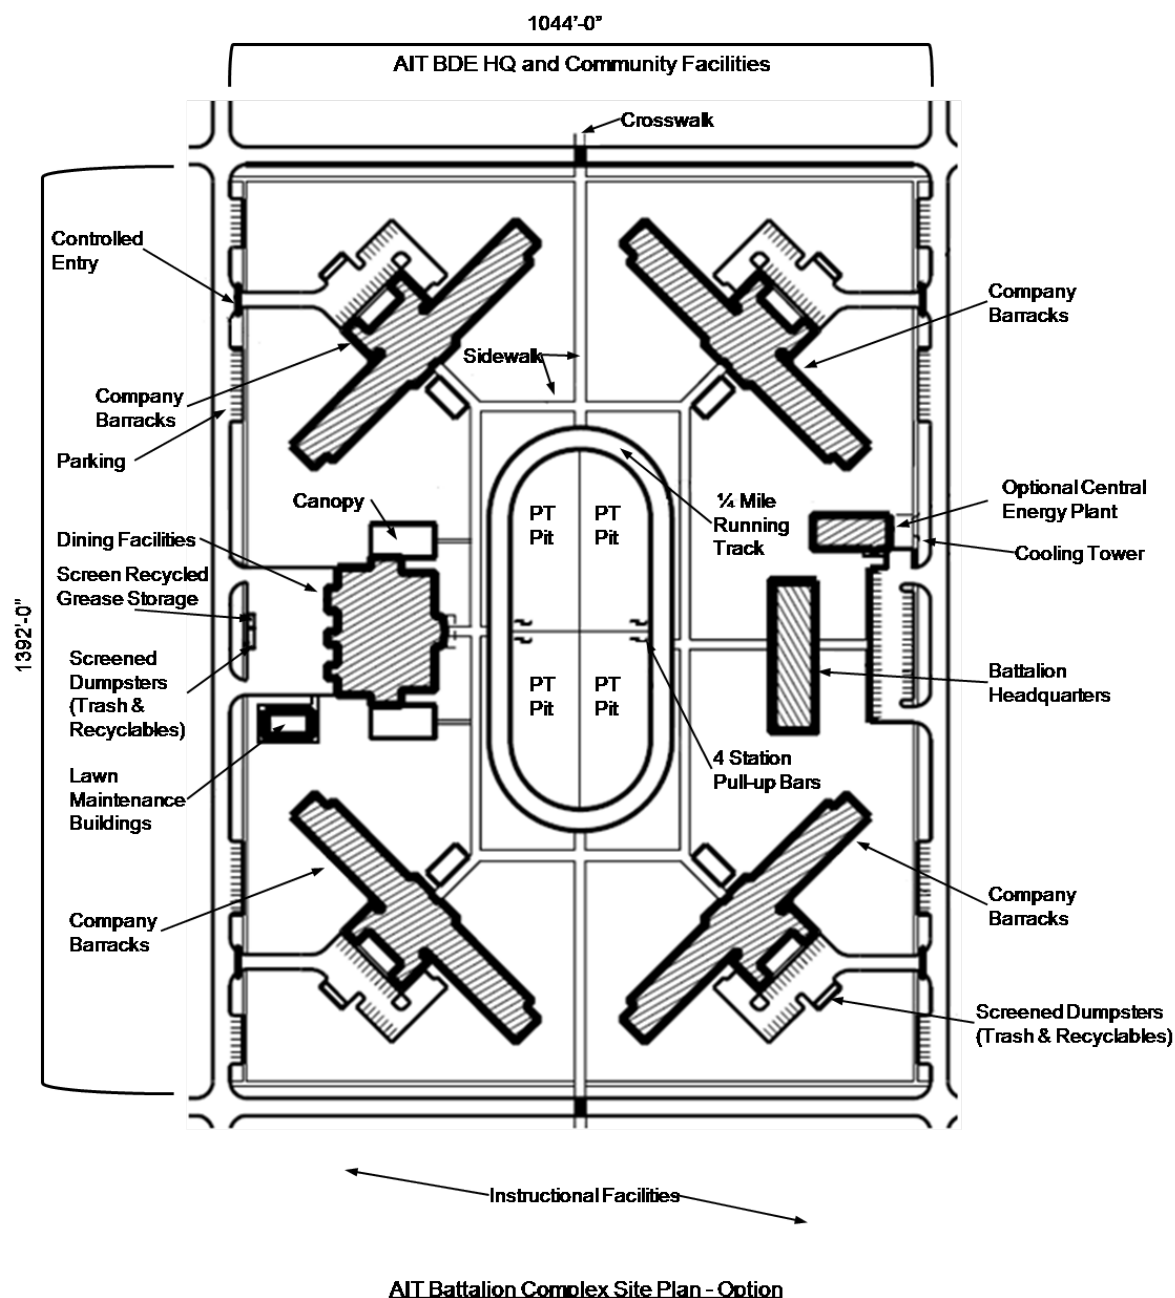 1044'-0"
AIT BDE HQ and Community Facilities
Crosswalk
Controlled
Entry
Company
Barracks
Sidewalk
Company
Barracks
Parking
Canopy
¼ Mile
Running
Track
PT
Pit
PT
Pit
Optional Central
Energy Plant
Cooling Tower
Dining Facilities
Screen Recycled
Grease Storage
1392'-0"
Screened
Dumpsters
(Trash &
Recyclables)
Battalion
Headquarters
PT
Pit
PT
Pit
4 Station
Pull-up Bars
Lawn
Maintenance
Buildings
Company
Barracks
Company
Barracks
Screened Dumpsters
(Trash & Recyclables)
Instructional Facilities
AIT Battalion Complex Site Plan - Option